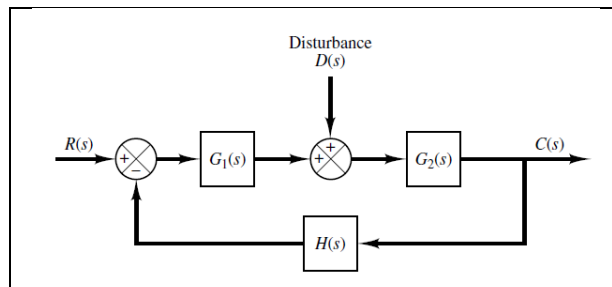 Disturbance
D(s)
R(s)
+
−
G₁(s)
+
+
G₂(s)
C(s)
H(s)